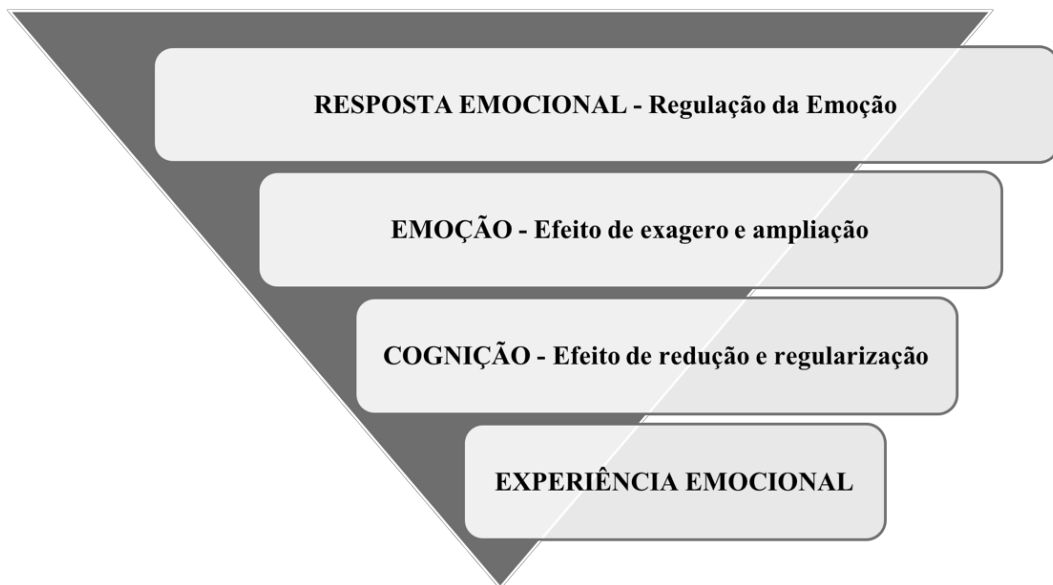 RESPOSTA EMOCIONAL - Regulação da Emoção
EMOÇÃO - Efeito de exagero e ampliação
COGNIÇÃO - Efeito de redução e regularização
EXPERIÊNCIA EMOCIONAL